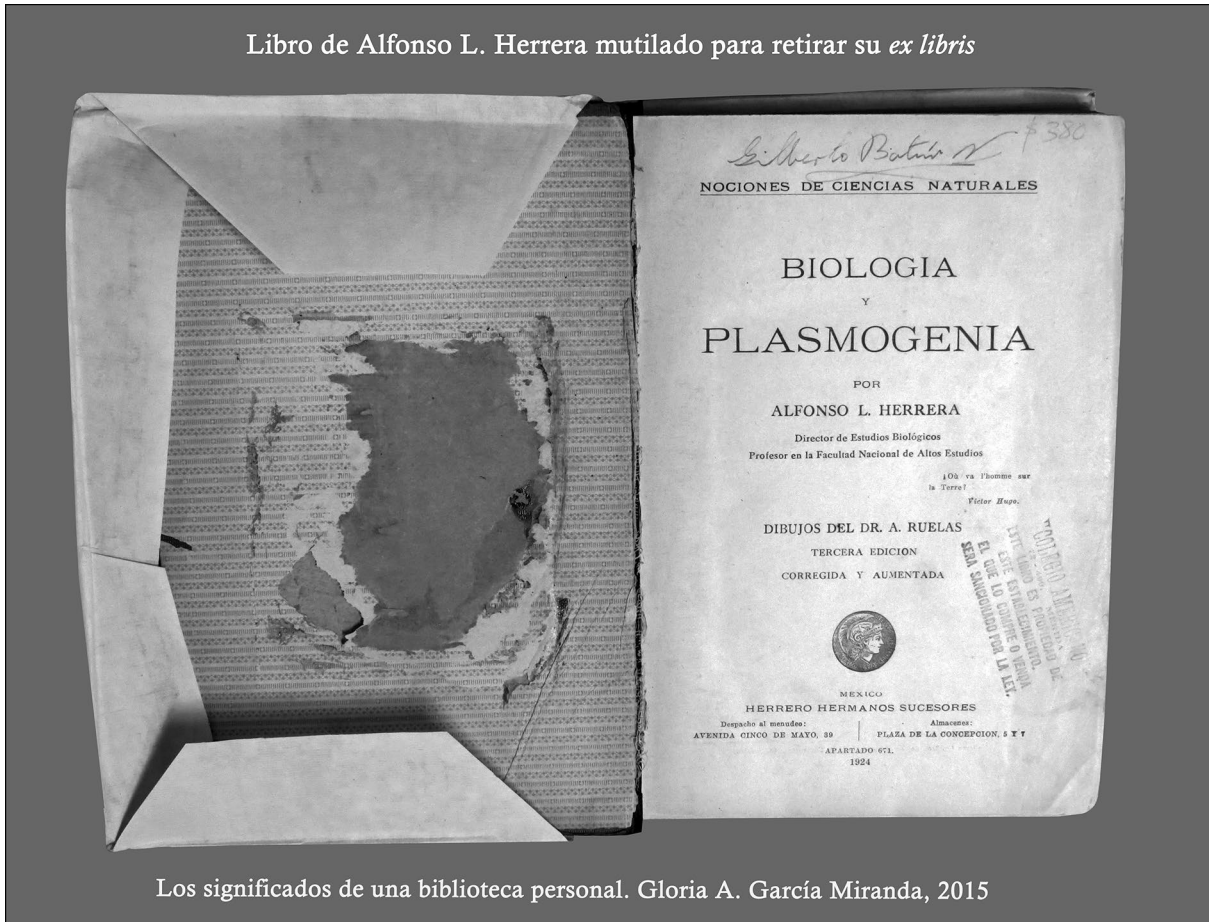 Libro de Alfonso L. Herrera mutilado para retirar su ex libris
$ 380
Gilberto
NOCIONES DE CIENCIAS NATURALES
BIOLOGIA
Y
PLASMOGENIA
POR
ALFONSO L. HERRERA
Director de Estudios Biológicos
Profesor en la Facultad Nacional de Altos Estudios
¡Où va l'homme sur
la Terre!
Víctor Hugo.
DIBUJOS DEL DR. A. RUELAS
TERCERA EDICION
CORREGIDA Y AUMENTADA
ES DE
ESTE ESTABLECIMIENTO.
EL QUE LO COMPRE O VENDA
SERA SANCIONADO POR LA LEY.
MEXICO
HERRERO HERMANOS SUCESORES
Despacho al menudeo:
AVENIDA CINCO DE MAYO, 39
Almacenes:
PLAZA DE LA CONCEPCION, 5 Y 7
APARTADO 671.
1924
Los significados de una biblioteca personal. Gloria A. García Miranda, 2015